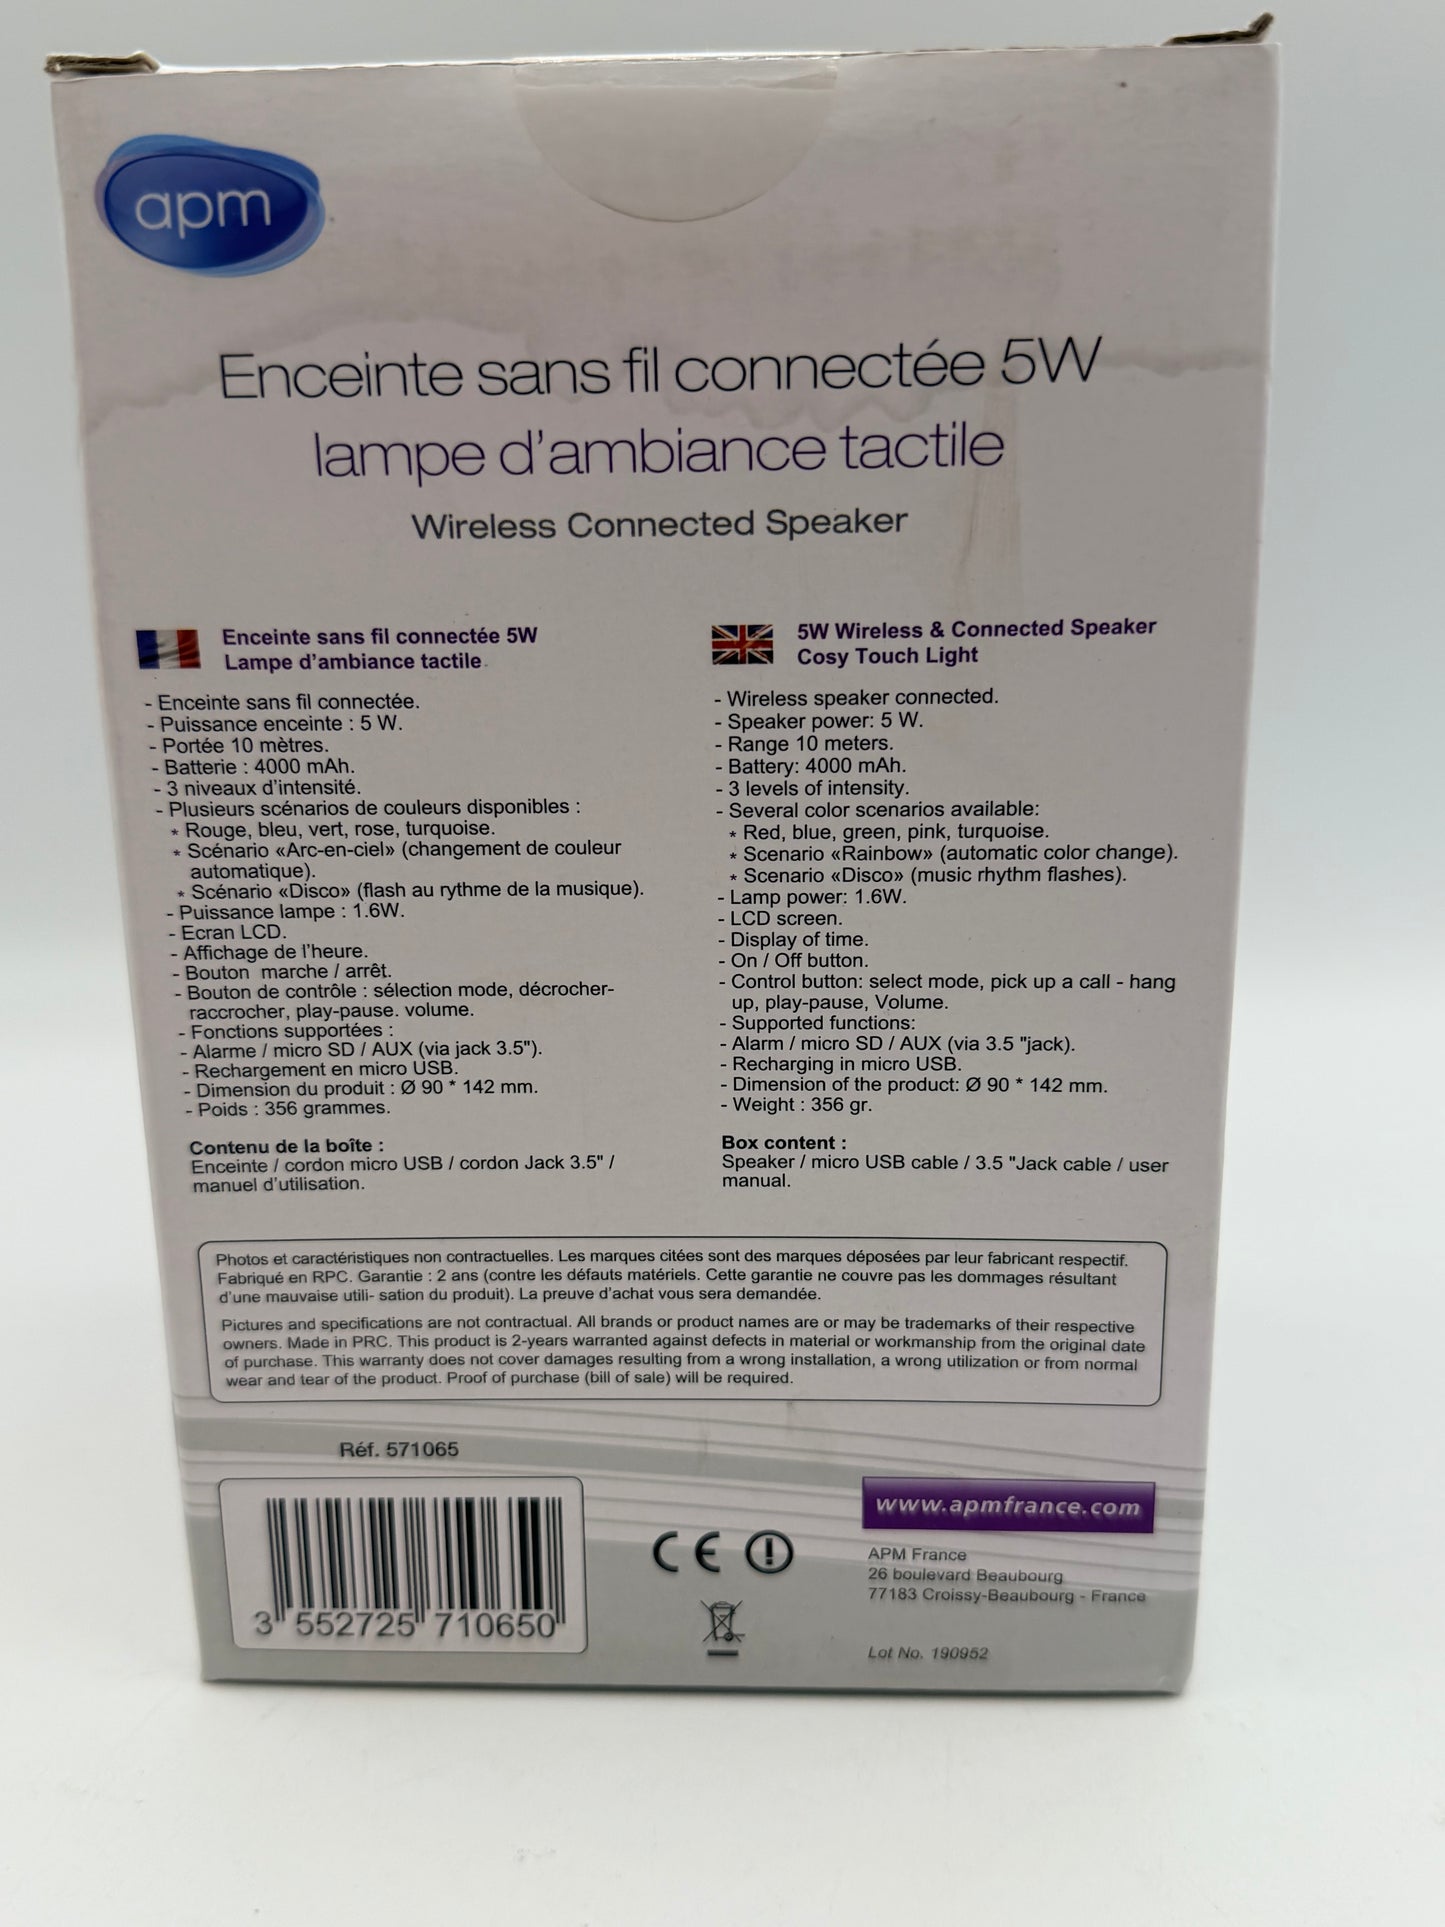 apm
Enceinte sans fil connectée 5W
lampe d'ambiance tactile
Wireless Connected Speaker
Enceinte sans fil connectée 5W
Lampe d'ambiance tactile
- Enceinte sans fil connectée.
- Puissance enceinte : 5 W.
- Portée 10 mètres.
- Batterie : 4000 mAh.
- 3 niveaux d'intensité.
- Plusieurs scénarios de couleurs disponibles :
* Rouge, bleu, vert, rose, turquoise.
* Scénario «Arc-en-ciel» (changement de couleur
automatique).
* Scénario «Disco» (flash au rythme de la musique).
- Puissance lampe : 1.6W.
- Ecran LCD.
- Affichage de l'heure.
- Bouton marche / arrêt.
- Bouton de contrôle : sélection mode, décrocher-
raccrocher, play-pause. volume.
- Fonctions supportées :
- Alarme / micro SD / AUX (via jack 3.5").
- Rechargement en micro USB.
- Dimension du produit : Ø 90 * 142 mm.
- Poids : 356 grammes.
Contenu de la boîte :
Enceinte / cordon micro USB / cordon Jack 3.5" /
manuel d'utilisation.
5W Wireless & Connected Speaker
Cosy Touch Light
- Wireless speaker connected.
- Speaker power: 5 W.
- Range 10 meters.
- Battery: 4000 mAh.
- 3 levels of intensity.
- Several color scenarios available:
* Red, blue, green, pink, turquoise.
* Scenario «Rainbow» (automatic color change).
* Scenario «Disco» (music rhythm flashes).
- Lamp power: 1.6W.
- LCD screen.
- Display of time.
- On / Off button.
- Control button: select mode, pick up a call - hang
up, play-pause, Volume.
- Supported functions:
- Alarm / micro SD / AUX (via 3.5 "jack).
- Recharging in micro USB.
- Dimension of the product: Ø 90 * 142 mm.
- Weight : 356 gr.
Box content :
Speaker / micro USB cable / 3.5 "Jack cable / user
manual.
Photos et caractéristiques non contractuelles. Les marques citées sont des marques déposées par leur fabricant respectif.
Fabriqué en RPC. Garantie : 2 ans (contre les défauts matériels. Cette garantie ne couvre pas les dommages résultant
d'une mauvaise utili- sation du produit). La preuve d'achat vous sera demandée.
Pictures and specifications are not contractual. All brands or product names are or may be trademarks of their respective
owners. Made in PRC. This product is 2-years warranted against defects in material or workmanship from the original date
of purchase. This warranty does not cover damages resulting from a wrong installation, a wrong utilization or from normal
wear and tear of the product. Proof of purchase (bill of sale) will be required.
Réf. 571065
3 552725 710650
CE
www.apmfrance.com
APM France
26 boulevard Beaubourg
77183 Croissy-Beaubourg - France
Lot No. 190952